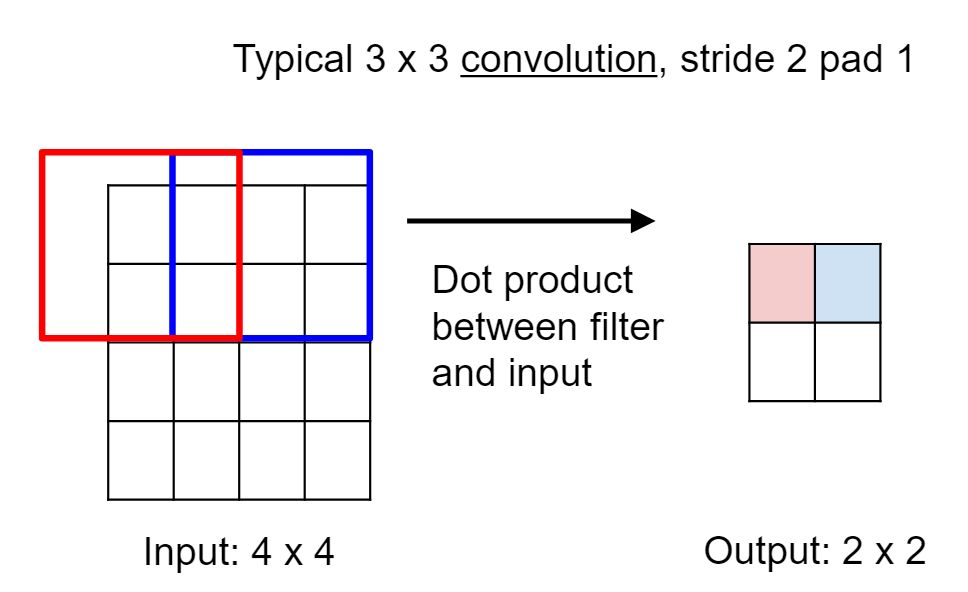 Typical 3 x 3 convolution, stride 2 pad 1
Dot product
between filter
and input
Input: 4 x 4
Output: 2 x 2